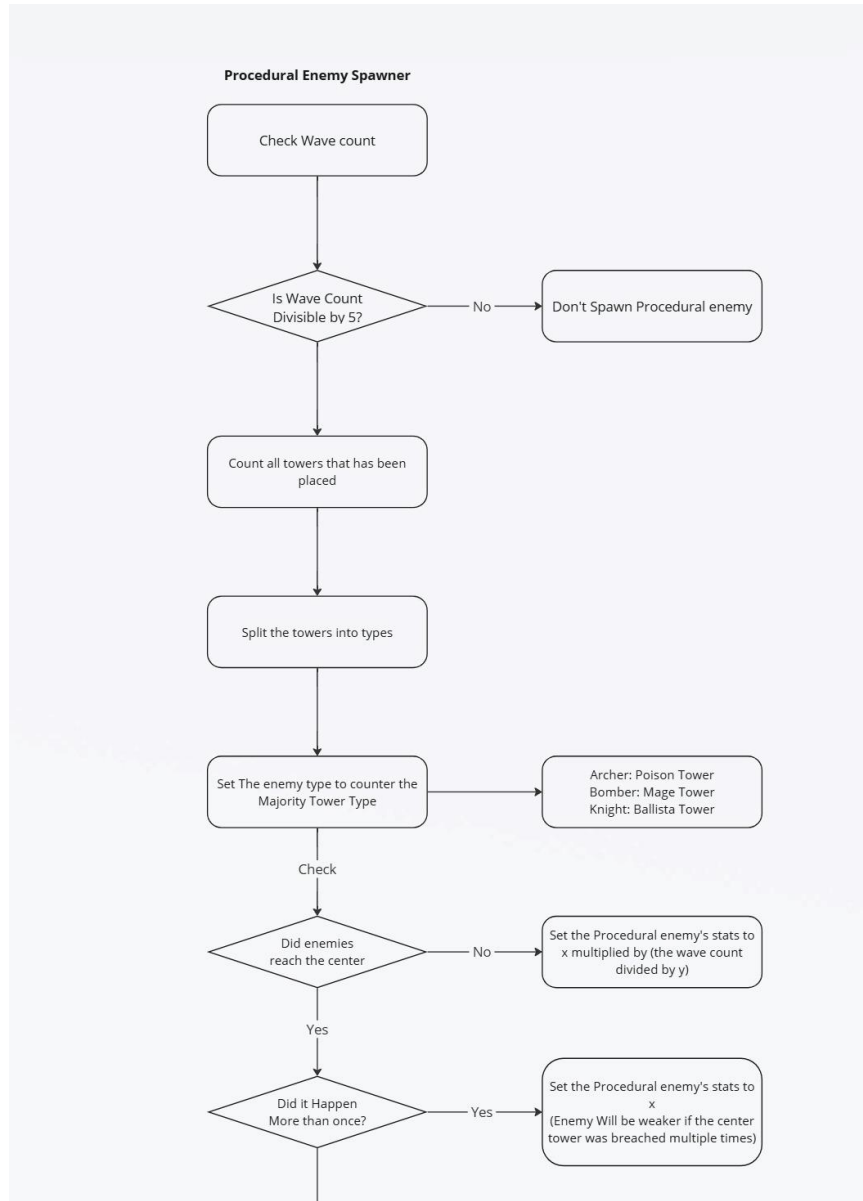 Procedural Enemy Spawner
Check Wave count
Is Wave Count
Divisible by 5?
No
Don't Spawn Procedural enemy
Count all towers that has been
placed
Split the towers into types
Set The enemy type to counter the
Majority Tower Type
Archer: Poison Tower
Bomber: Mage Tower
Knight: Ballista Tower
Check
Did enemies
reach the center
No
Set the Procedural enemy's stats to
x multiplied by (the wave count
divided by y)
Yes
Did it Happen
More than once?
Yes
Set the Procedural enemy's stats to
x
(Enemy Will be weaker if the center
tower was breached multiple times)